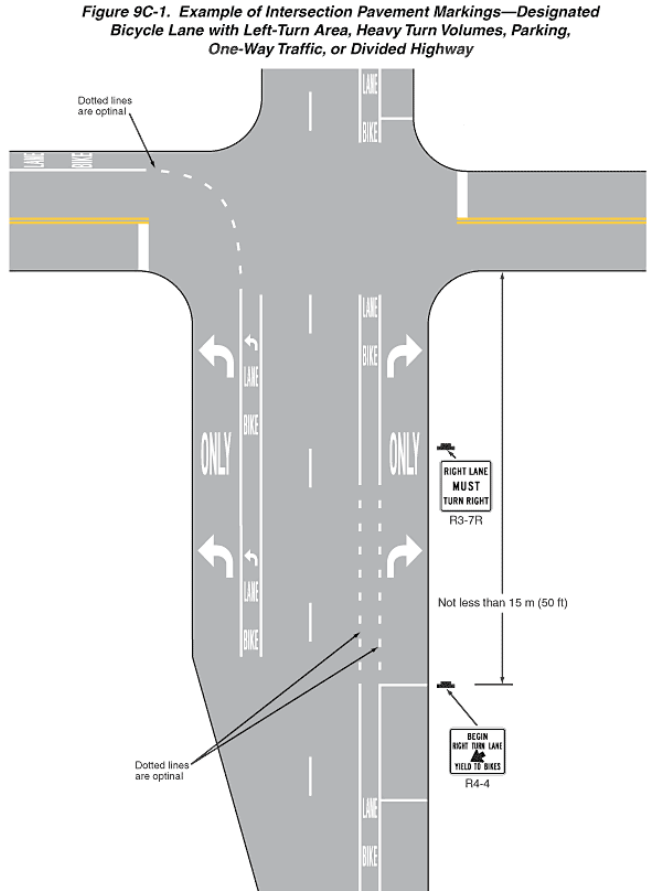 Figure 9C-1. Example of Intersection Pavement Markings—Designated
Bicycle Lane with Left-Turn Area, Heavy Turn Volumes, Parking,
One-Way Traffic, or Divided Highway
Dotted lines
are optinal
LANE
BIKE
LANE
BIKE
LANE
BIKE
LANE
BIKE
ONLY
ONLY
RIGHT LANE
MUST
TURN RIGHT
R3-7R
LANE
BIKE
Not less than 15 m (50 ft)
BEGIN
RIGHT TURN LANE
YIELD TO BIKES
R4-4
Dotted lines
are optinal
LANE
BIKE